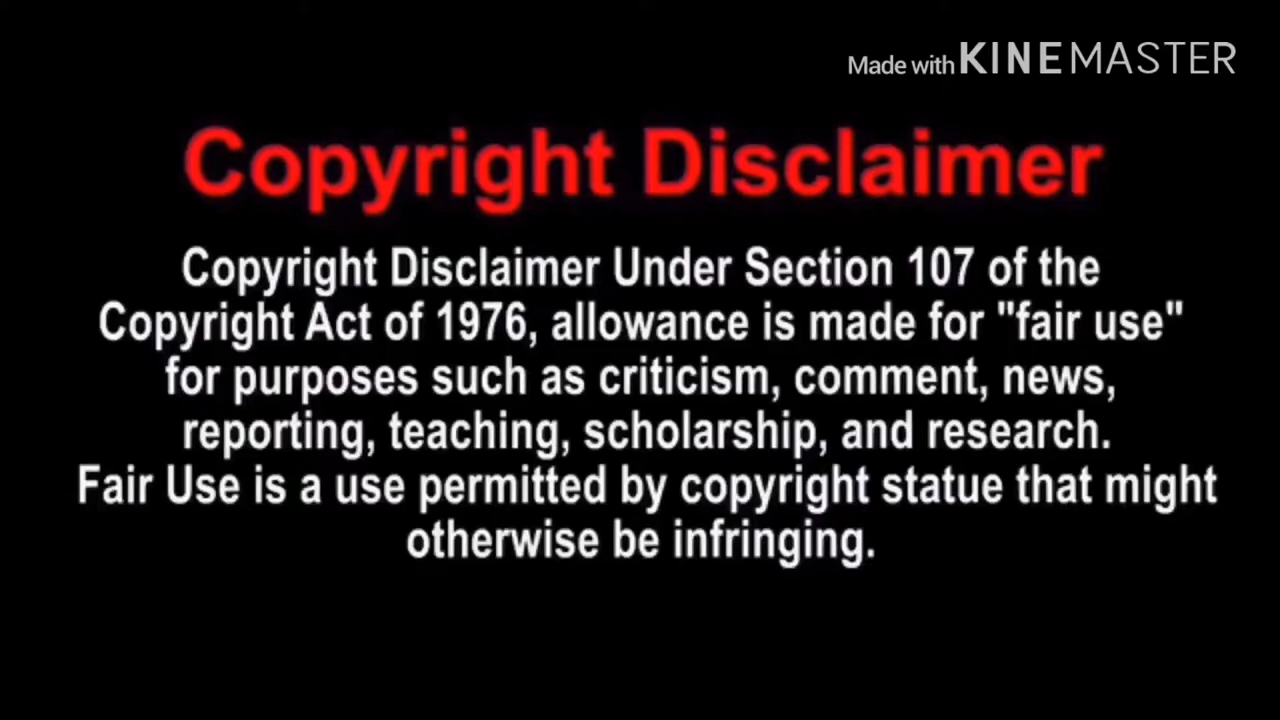 Made with KINEMASTER
Copyright Disclaimer
Copyright Disclaimer Under Section 107 of the
Copyright Act of 1976, allowance is made for "fair use"
for purposes such as criticism, comment, news,
reporting, teaching, scholarship, and research.
Fair Use is a use permitted by copyright statue that might
otherwise be infringing.